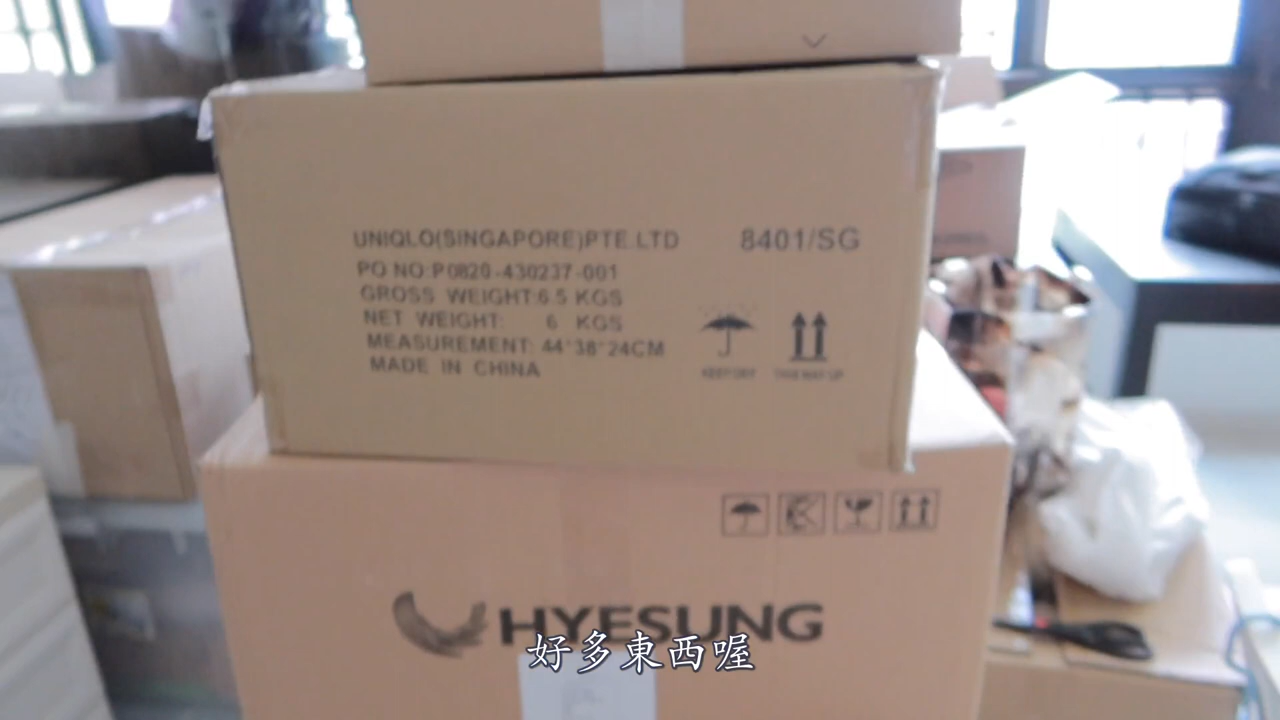 UNIQLO(SINGAPORE)PTE.LTD 8401/SG
PO NO:P0820-430237-001
GROSS WEIGHT:6.5 KGS
NET WEIGHT: 6 KGS
MEASUREMENT: 44*38*24CM
MADE IN CHINA
KEEP DRY THIS WAY UP
HYESUNG
好多東西喔